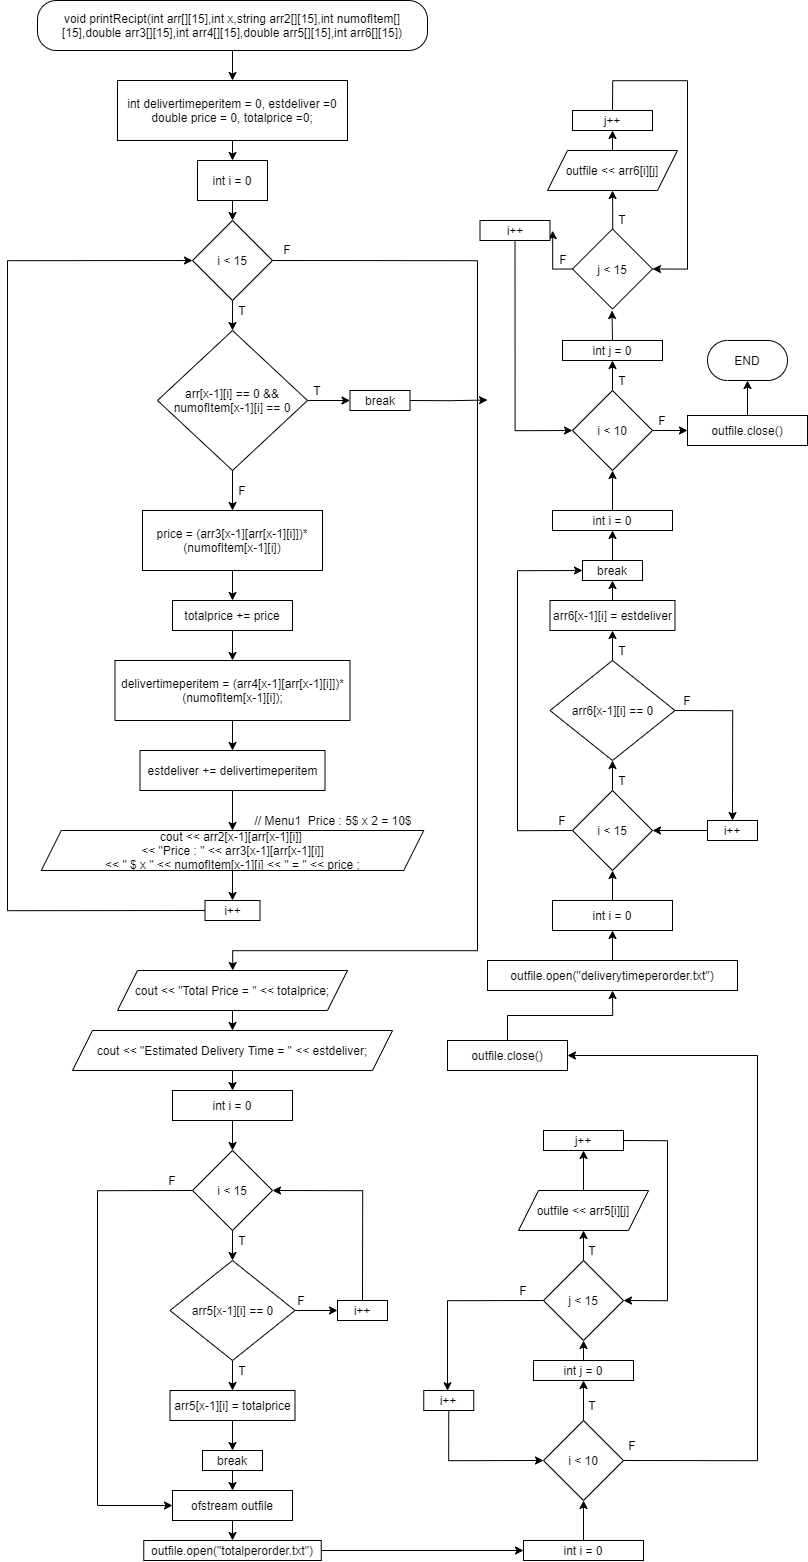 void printRecipt(int arr[][15],int x,string arr2[][15],int numofItem[]
[15],double arr3[][15],int arr4[][15],double arr5[][15],int arr6[][15])
int delivertimeperitem = 0, estdeliver =0
double price = 0, totalprice =0;
int i = 0
i < 15
F
T
arr[x-1][i] == 0 &&
numofItem[x-1][i] == 0
T
break
F
price = (arr3[x-1][arr[x-1][i]])*
(numofItem[x-1][i])
totalprice += price
delivertimeperitem = (arr4[x-1][arr[x-1][i]])*
(numofItem[x-1][i]);
estdeliver += delivertimeperitem
// Menu1  Price : 5$ x 2 = 10$
cout << arr2[x-1][arr[x-1][i]]
<< "Price : " << arr3[x-1][arr[x-1][i]]
<< " $ x " << numofItem[x-1][i] << " = " << price ;
i++
cout << "Total Price = " << totalprice;
cout << "Estimated Delivery Time = " << estdeliver;
int i = 0
i < 15
F
T
arr5[x-1][i] == 0
F
i++
T
arr5[x-1][i] = totalprice
break
ofstream outfile
outfile.open("totalperorder.txt")
int i = 0
i < 10
F
T
int j = 0
j < 15
F
i++
T
outfile << arr5[i][j]
j++
outfile.close()
outfile.open("deliverytimeperorder.txt")
int i = 0
i < 15
F
T
arr6[x-1][i] == 0
F
i++
T
arr6[x-1][i] = estdeliver
break
int i = 0
i < 10
F
T
int j = 0
j < 15
F
i++
T
outfile << arr6[i][j]
j++
outfile.close()
END